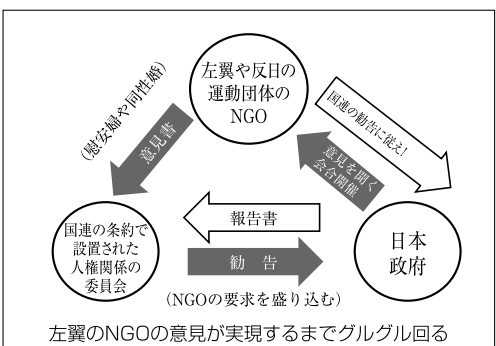 左翼や反日の
運動団体の
NGO
(慰安婦や同性婚)
意見書
国連の勧告に従え!
意見を聞く
会合開催
国連の条約で
設置された
人権関係の
委員会
報告書
勧告
(NGOの要求を盛り込む)
日本
政府
左翼のNGOの意見が実現するまでグルグル回る